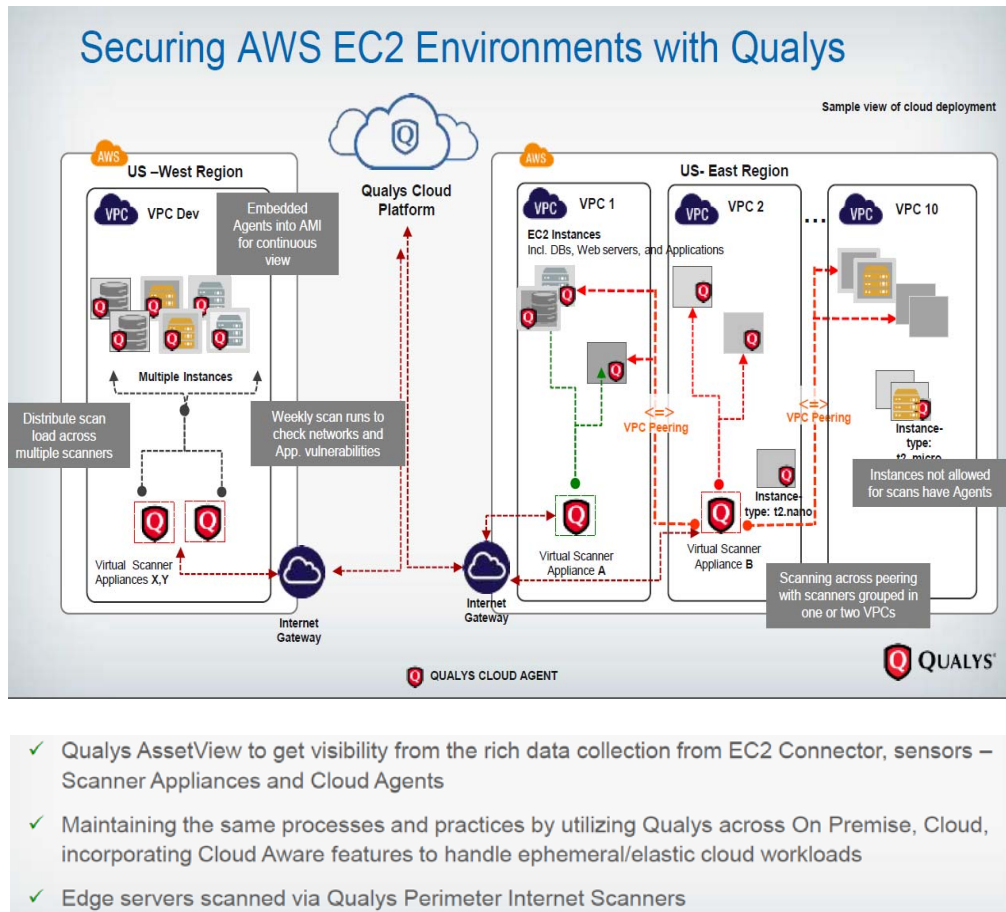 Securing AWS EC2 Environments with Qualys
Sample view of cloud deployment
Q
AWS
US –West Region
Qualys Cloud
Platform
AWS
US- East Region
VPC
VPC Dev
Embedded
Agents into AMI
for continuous
view
VPC
VPC 1
EC2 Instances
Incl. DBs, Web servers, and Applications
VPC
VPC 2
...
VPC
VPC 10
Multiple Instances
Distribute scan
load across
multiple scanners
Weekly scan runs to
check networks and
App. vulnerabilities
<=>
VPC Peering
<=>
VPC Peering
Instance-
type:
t2. micro
Instances not allowed
for scans have Agents
Instance-
type: t2.nano
Virtual Scanner
Appliances X,Y
Internet
Gateway
Internet
Gateway
Virtual Scanner
Appliance A
Virtual Scanner
Appliance B
Scanning across peering
with scanners grouped in
one or two VPCs
QUALYS CLOUD AGENT
QUALYS®
✓ Qualys AssetView to get visibility from the rich data collection from EC2 Connector, sensors –
Scanner Appliances and Cloud Agents
✓ Maintaining the same processes and practices by utilizing Qualys across On Premise, Cloud,
incorporating Cloud Aware features to handle ephemeral/elastic cloud workloads
✓ Edge servers scanned via Qualys Perimeter Internet Scanners